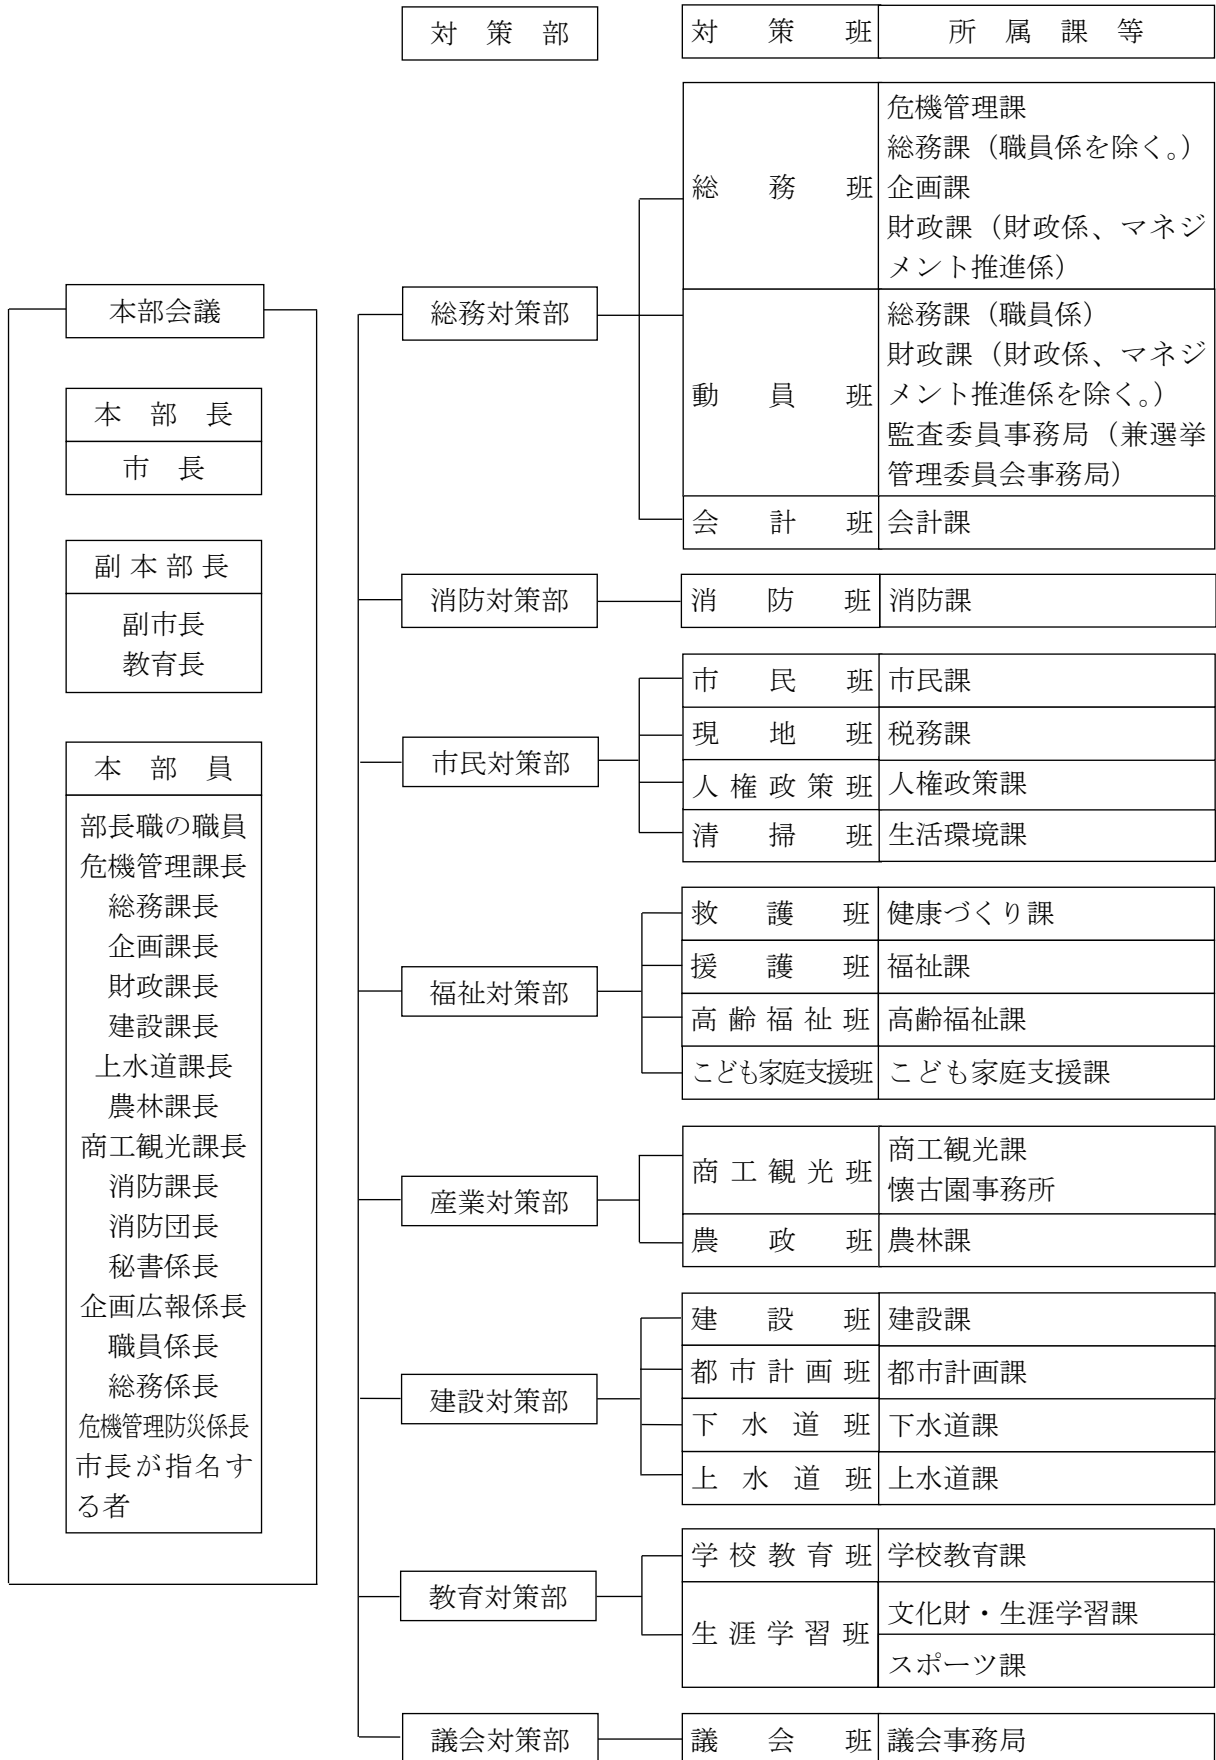 対策部
対策班 所属課等
本部会議
本部長
市長
副本部長
副市長
教育長
本部員
部長職の職員
危機管理課長
総務課長
企画課長
財政課長
建設課長
上水道課長
農林課長
商工観光課長
消防課長
消防団長
秘書係長
企画広報係長
職員係長
総務係長
危機管理防災係長
市長が指名す
る者
総務対策部
総務班
危機管理課
総務課（職員係を除く。）
企画課
財政課（財政係、マネジ
メント推進係）
動員班
総務課（職員係）
財政課（財政係、マネジ
メント推進係を除く。）
監査委員事務局（兼選挙
管理委員会事務局）
会計班 会計課
消防対策部
消防班 消防課
市民対策部
市民班 市民課
現地班 税務課
人権政策班 人権政策課
清掃班 生活環境課
福祉対策部
救護班 健康づくり課
援護班 福祉課
高齢福祉班 高齢福祉課
こども家庭支援班 こども家庭支援課
産業対策部
商工観光班
商工観光課
懐古園事務所
農政班 農林課
建設対策部
建設班 建設課
都市計画班 都市計画課
下水道班 下水道課
上水道班 上水道課
教育対策部
学校教育班 学校教育課
生涯学習班
文化財・生涯学習課
スポーツ課
議会対策部
議会班 議会事務局